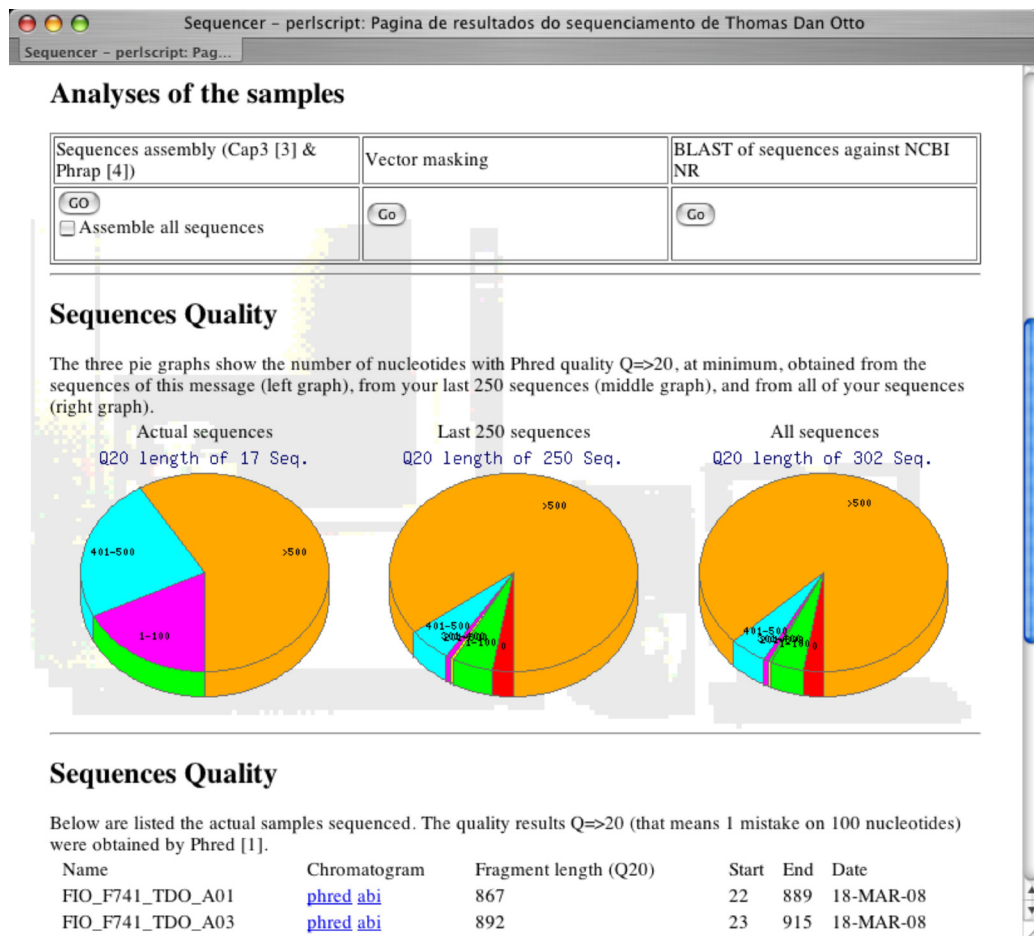 Sequencer – perlscript: Pagina de resultados do sequenciamento de Thomas Dan Otto
Sequencer – perlscript: Pag...
Analyses of the samples
Sequences assembly (Cap3 [3] &
Phrap [4])
Vector masking
BLAST of sequences against NCBI
NR
GO
Assemble all sequences
Go
Go
Sequences Quality
The three pie graphs show the number of nucleotides with Phred quality Q=>20, at minimum, obtained from the
sequences of this message (left graph), from your last 250 sequences (middle graph), and from all of your sequences
(right graph).
Actual sequences Last 250 sequences All sequences
Q20 length of 17 Seq. Q20 length of 250 Seq. Q20 length of 302 Seq.
>500 >500
401-500 >500
401-500 401-500
1-100 1-100 0 1-100 0
Sequences Quality
Below are listed the actual samples sequenced. The quality results Q=>20 (that means 1 mistake on 100 nucleotides)
were obtained by Phred [1].
Name Chromatogram Fragment length (Q20) Start End Date
FIO_F741_TDO_A01 phred abi 867 22 889 18-MAR-08
FIO_F741_TDO_A03 phred abi 892 23 915 18-MAR-08